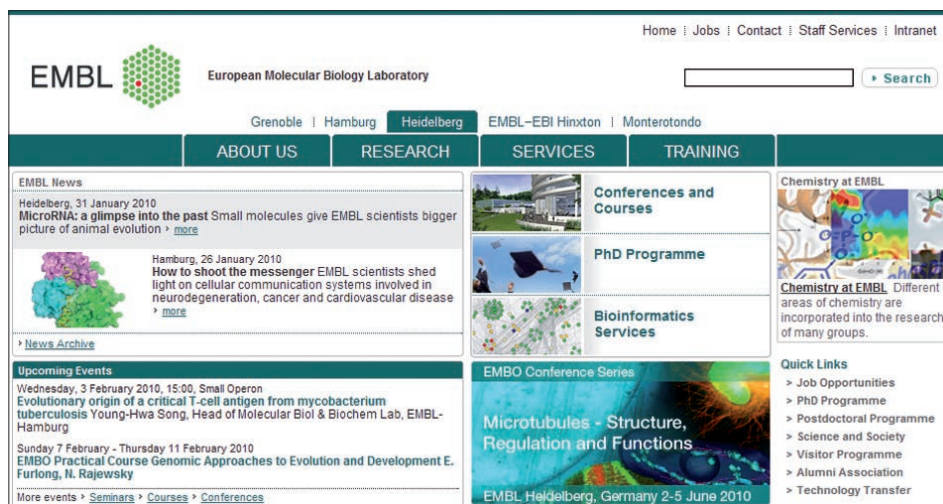 Home | Jobs | Contact | Staff Services | Intranet
EMBL
European Molecular Biology Laboratory
Search
Grenoble | Hamburg Heidelberg EMBL-EBI Hinxton | Monterotondo
ABOUT US RESEARCH SERVICES TRAINING
EMBL News
Heidelberg, 31 January 2010
MicroRNA: a glimpse into the past Small molecules give EMBL scientists bigger
picture of animal evolution › more
Hamburg, 26 January 2010
How to shoot the messenger EMBL scientists shed
light on cellular communication systems involved in
neurodegeneration, cancer and cardiovascular disease
› more
› News Archive
Conferences and
Courses
PhD Programme
Bioinformatics
Services
Chemistry at EMBL
Chemistry at EMBL Different
areas of chemistry are
incorporated into the research
of many groups.
Upcoming Events
Wednesday, 3 February 2010, 15:00, Small Operon
Evolutionary origin of a critical T-cell antigen from mycobacterium
tuberculosis Young-Hwa Song, Head of Molecular Biol & Biochem Lab, EMBL-
Hamburg
Sunday 7 February - Thursday 11 February 2010
EMBO Practical Course Genomic Approaches to Evolution and Development E.
Furlong, N. Rajewsky
More events › Seminars › Courses › Conferences
EMBO Conference Series
Microtubules - Structure,
Regulation and Functions
EMBL Heidelberg, Germany 2-5 June 2010
Quick Links
> Job Opportunities
> PhD Programme
> Postdoctoral Programme
> Science and Society
> Visitor Programme
> Alumni Association
> Technology Transfer